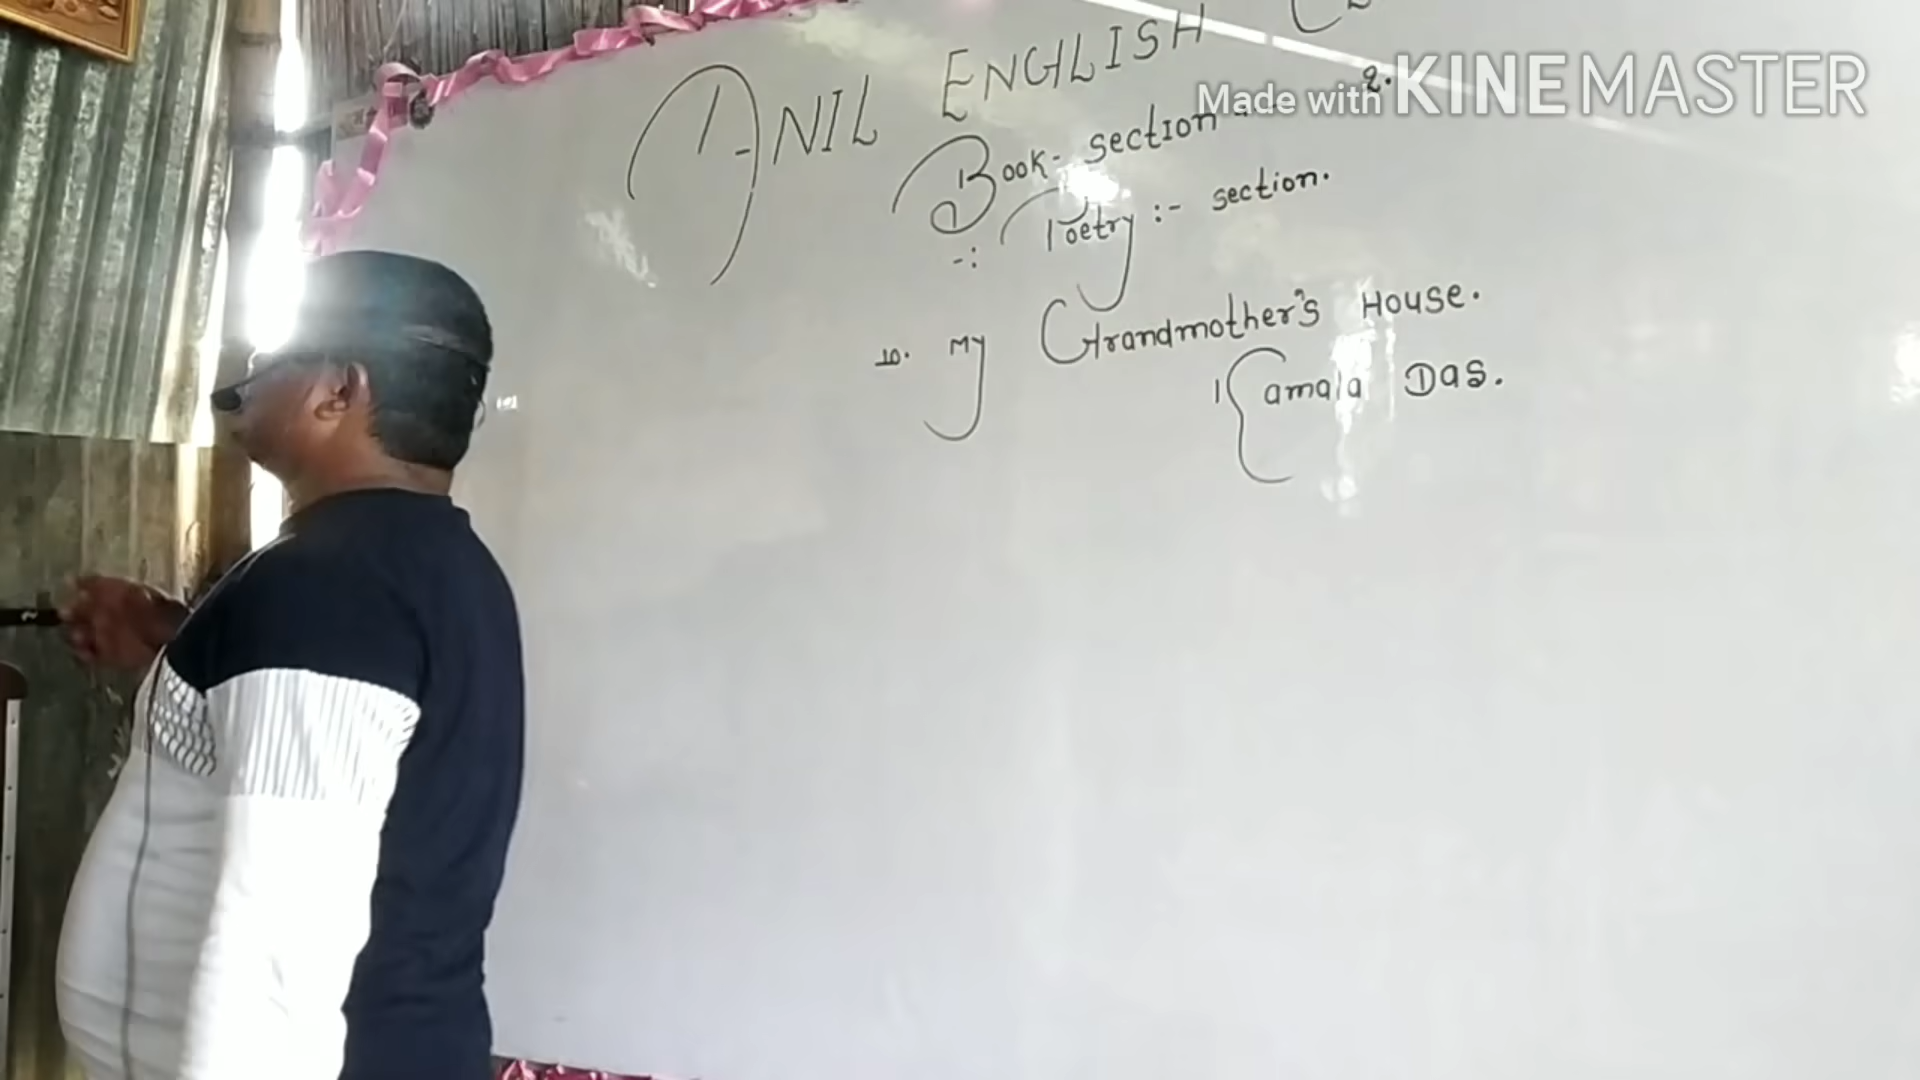 ANIL ENGLISH
Made with KINEMASTER
Book- section - 2.
-: Poetry :- section.
10. My Grandmother's House.
Kamala Das.